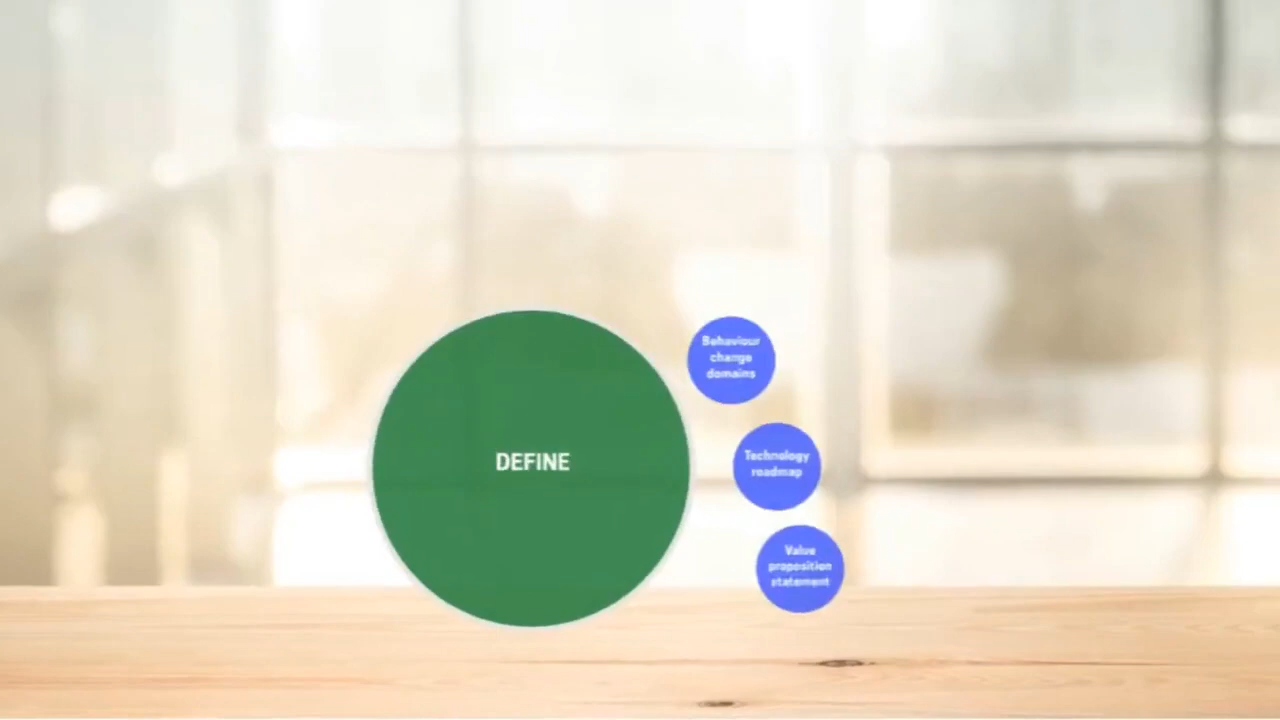 DEFINE
Behaviour
change
domains
Technology
roadmap
Value
proposition
statement